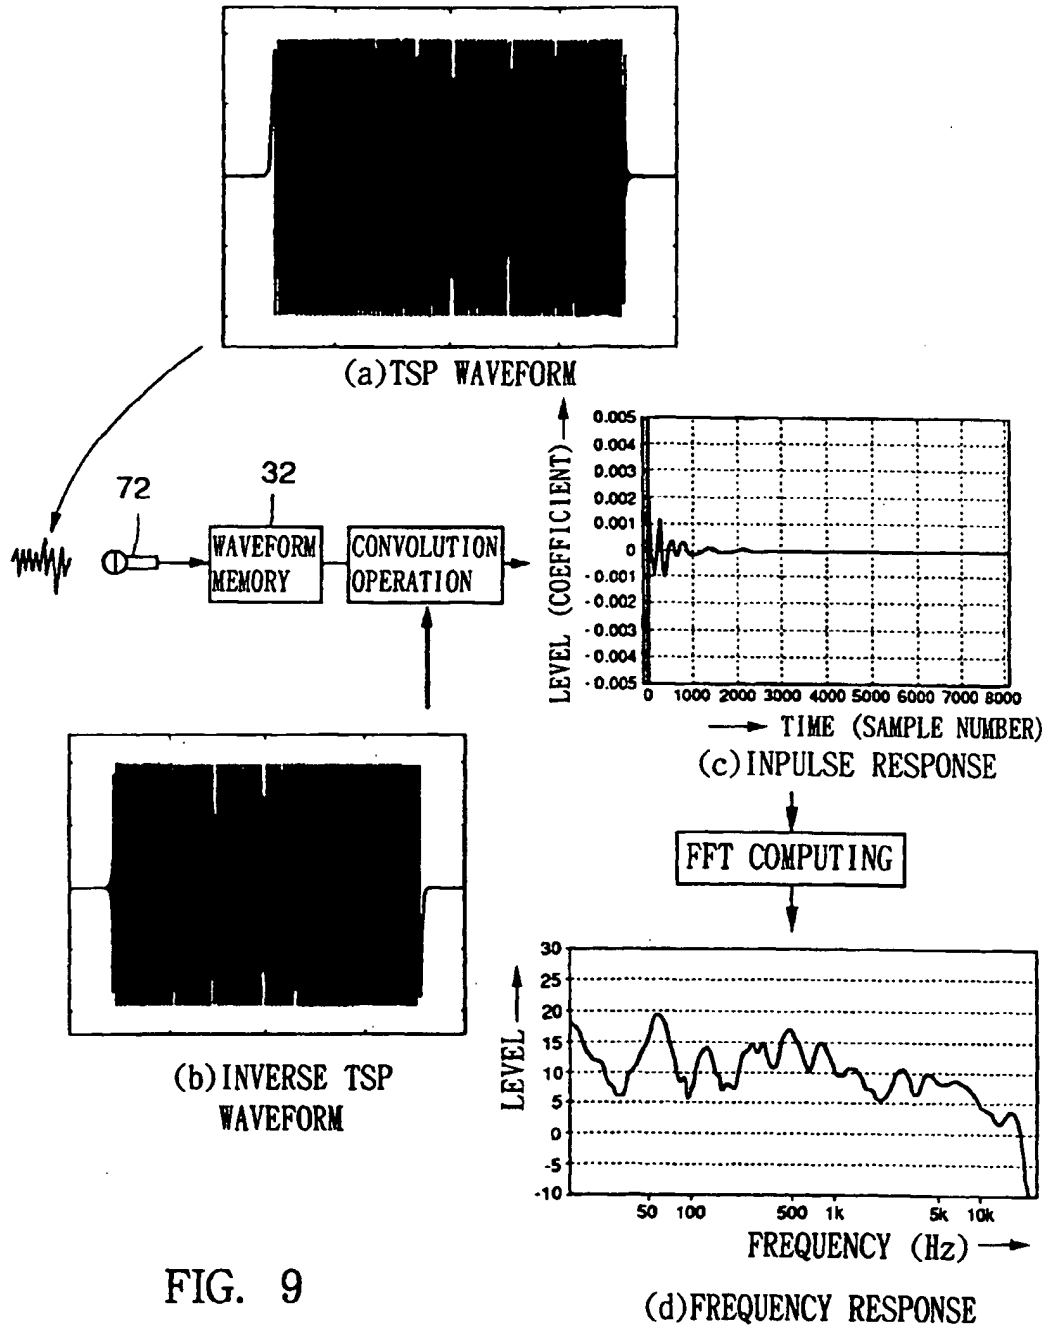 (a)TSP WAVEFORM
72
32
WAVEFORM
MEMORY
CONVOLUTION
OPERATION
LEVEL (COEFFICIENT)
0.005
0.004
0.003
0.002
0.001
0
-0.001
-0.002
-0.003
-0.004
-0.005
0 1000 2000 3000 4000 5000 6000 7000 8000
TIME (SAMPLE NUMBER)
(c)INPULSE RESPONSE
FFT COMPUTING
(b)INVERSE TSP
WAVEFORM
LEVEL
30
25
20
15
10
5
0
-5
-10
50 100 500 1k 5k 10k
FREQUENCY (Hz)
(d)FREQUENCY RESPONSE
FIG. 9